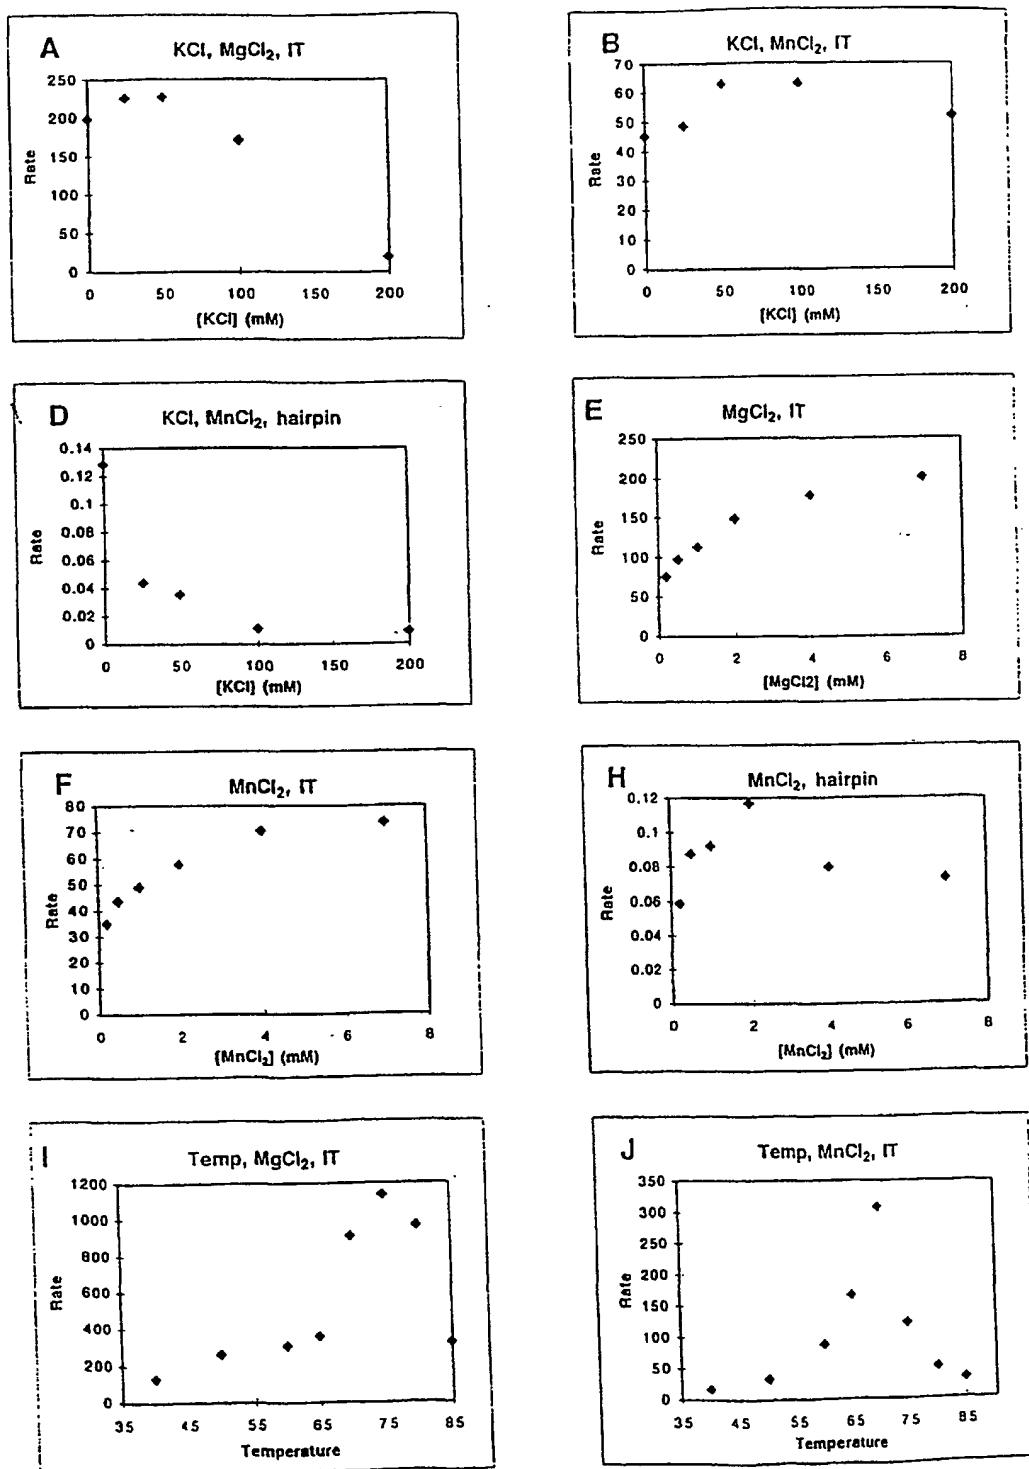 A
KCl, MgCl₂, IT
250
200
150
100
50
0
Rate
0 50 100 150 200
[KCl] (mM)
B
KCl, MnCl₂, IT
70
60
50
40
30
20
10
0
Rate
0 50 100 150 200
[KCl] (mM)
D
KCl, MnCl₂, hairpin
0.14
0.12
0.1
0.08
0.06
0.04
0.02
0
Rate
0 50 100 150 200
[KCl] (mM)
E
MgCl₂, IT
250
200
150
100
50
0
Rate
0 2 4 6 8
[MgCl2] (mM)
F
MnCl₂, IT
80
70
60
50
40
30
20
10
0
Rate
0 2 4 6 8
[MnCl₂] (mM)
H
MnCl₂, hairpin
0.12
0.1
0.08
0.06
0.04
0.02
0
Rate
0 2 4 6 8
[MnCl₂] (mM)
I
Temp, MgCl₂, IT
1200
1000
800
600
400
200
0
Rate
35 45 55 65 75 85
Temperature
J
Temp, MnCl₂, IT
350
300
250
200
150
100
50
0
Rate
35 45 55 65 75 85
Temperature